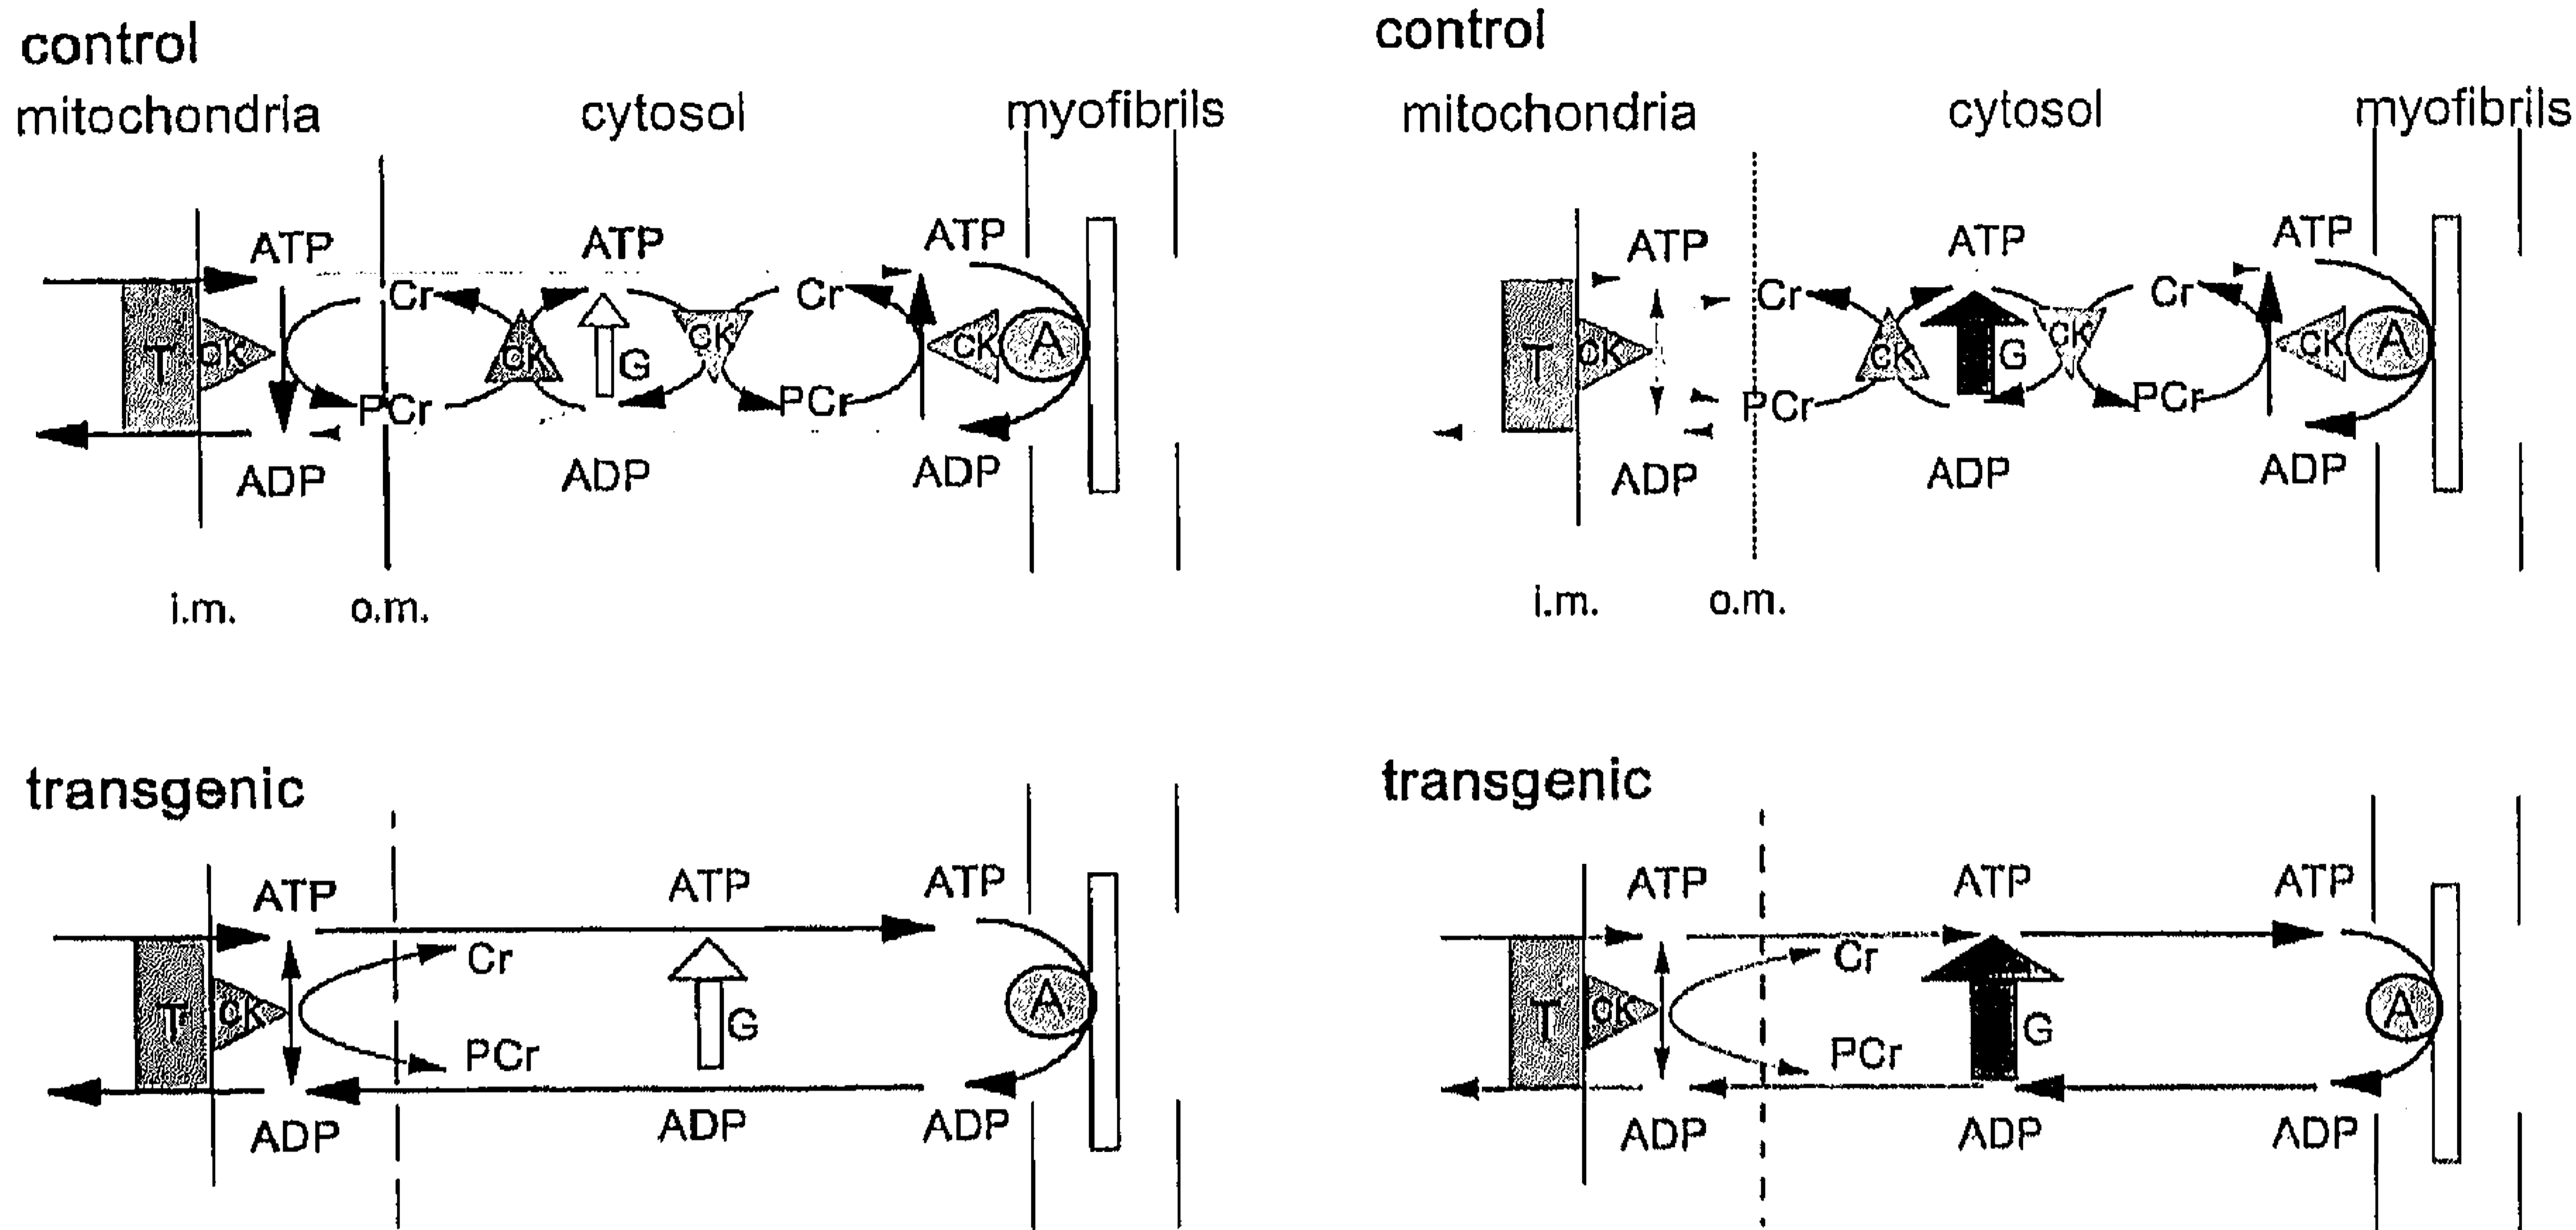 control
mitochondria cytosol myofibrils
ATP ATP ATP
Cr Cr
T CK CK G CK CK A
PCr PCr
ADP ADP ADP
i.m. o.m.
control
mitochondria cytosol myofibrils
ATP ATP ATP
Cr Cr
T CK CK G CK CK A
PCr PCr
ADP ADP ADP
i.m. o.m.
transgenic
ATP ATP ATP
Cr
T CK G A
PCr
ADP ADP ADP
transgenic
ATP ATP ATP
Cr
T CK G A
PCr
ADP ADP ADP